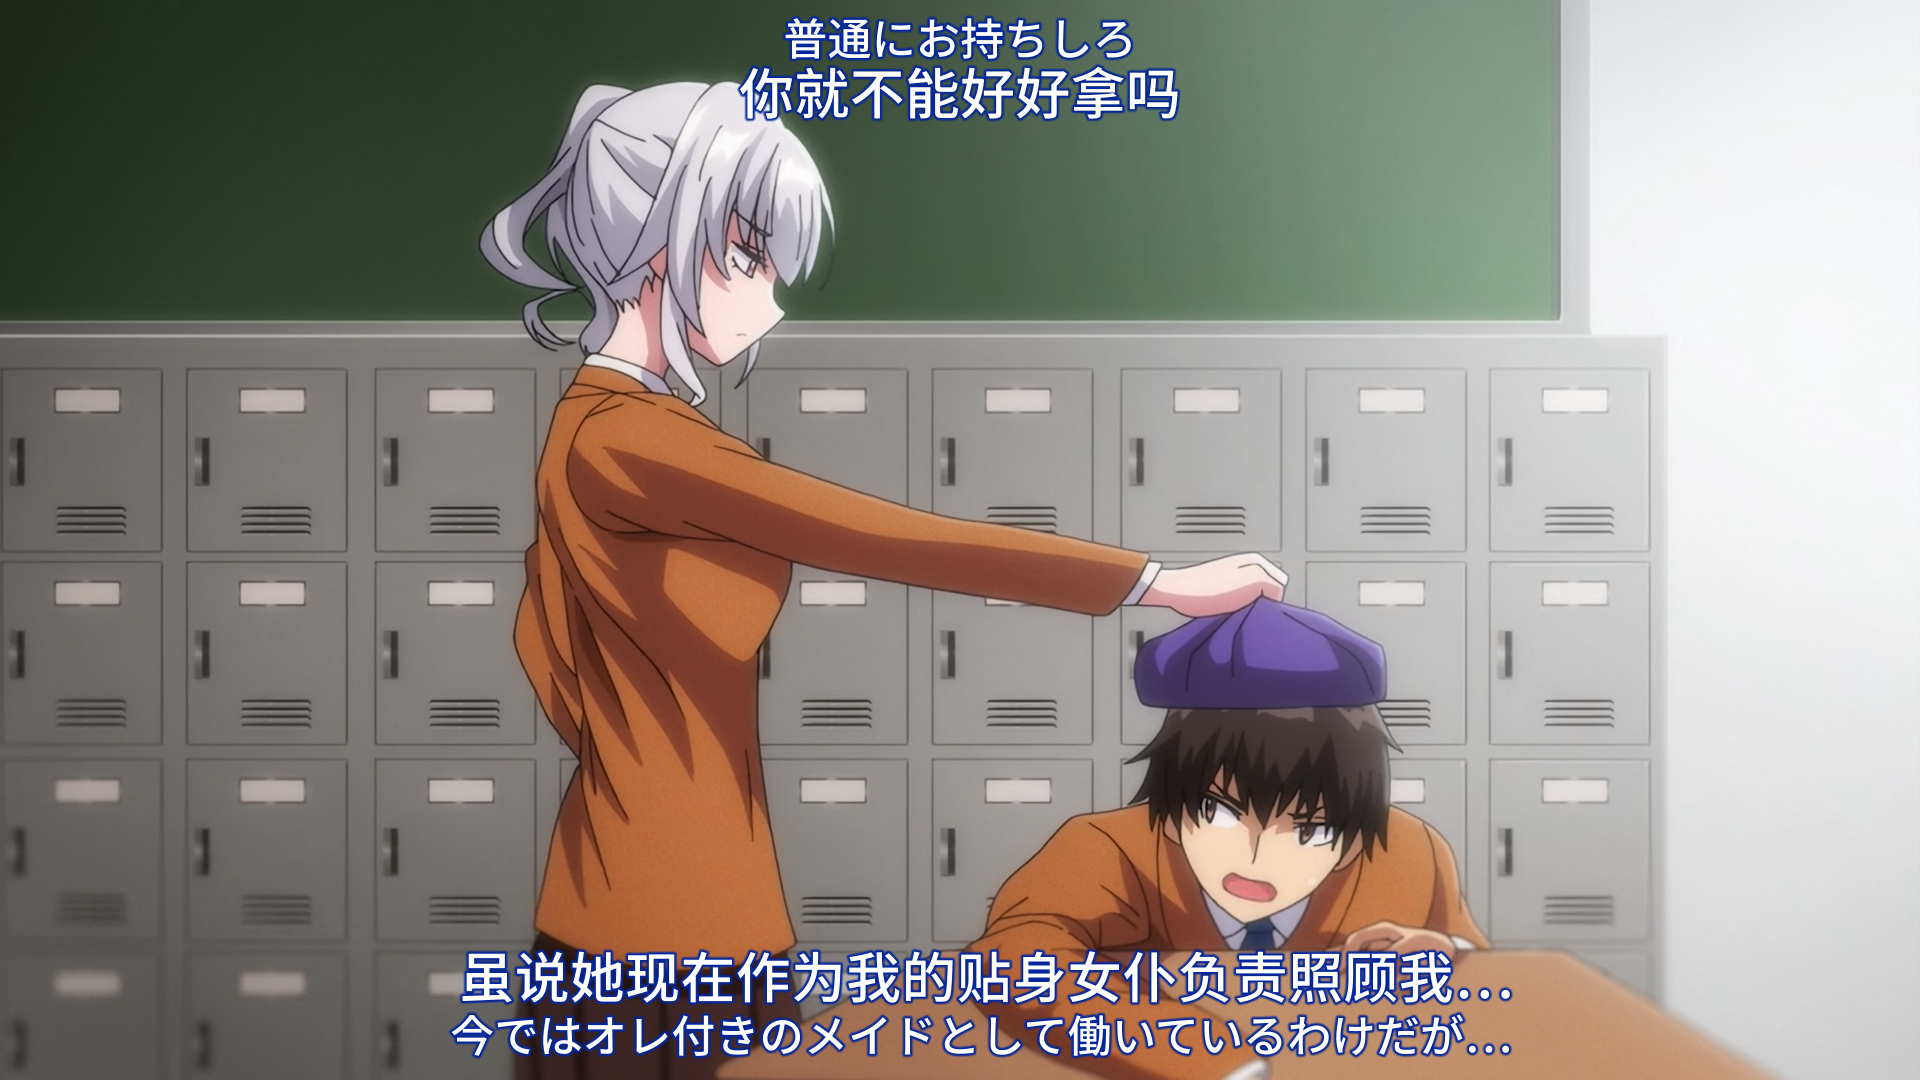 普通にお持ちしろ
你就不能好好拿吗
虽说她现在作为我的贴身女仆负责照顾我…
今ではオレ付きのメイドとして働いているわけだが…